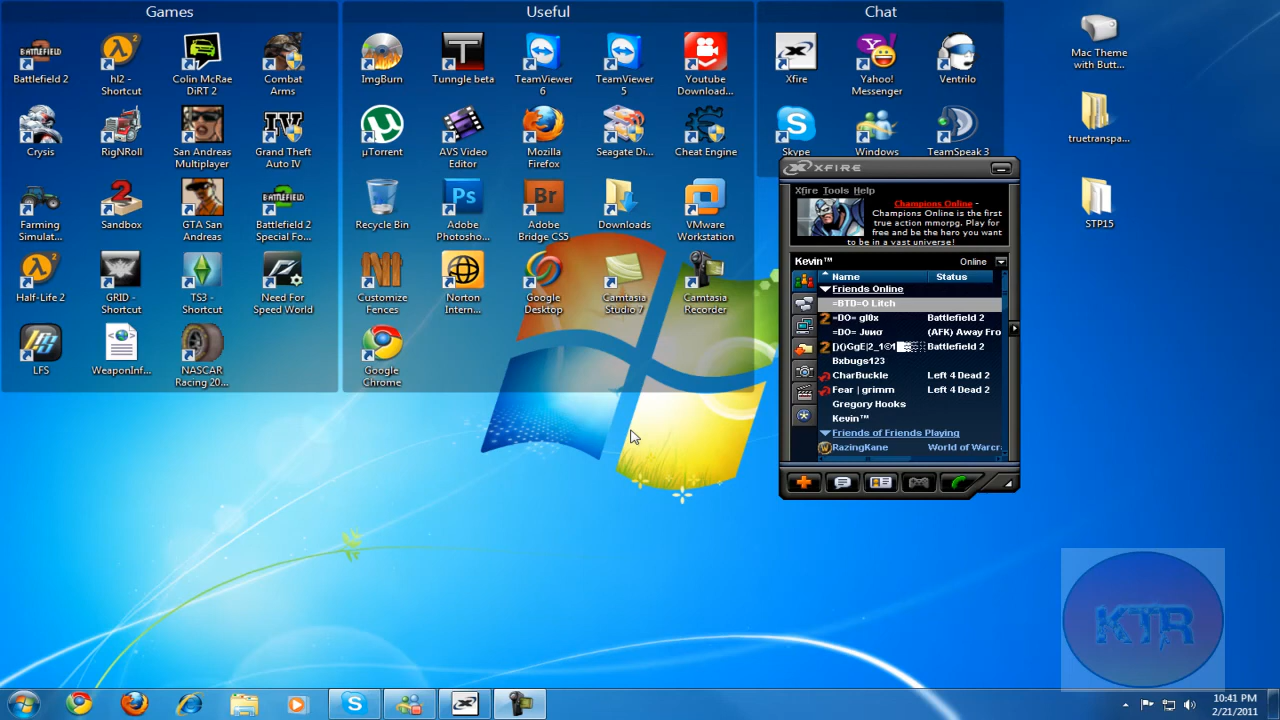 Games
Battlefield 2
hl2 -
Shortcut
Colin McRae
DiRT 2
Combat
Arms
Crysis
RigNRoll
San Andreas
Multiplayer
Grand Theft
Auto IV
Farming
Simulat...
Sandbox
GTA San
Andreas
Battlefield 2
Special Fo...
Half-Life 2
GRID -
Shortcut
TS3 -
Shortcut
Need For
Speed World
LFS
WeaponInf...
NASCAR
Racing 20...
Useful
ImgBurn
Tunngle beta
TeamViewer
6
TeamViewer
5
Youtube
Download...
µTorrent
AVS Video
Editor
Mozilla
Firefox
Seagate Di...
Cheat Engine
Recycle Bin
Adobe
Photosho...
Adobe
Bridge CS5
Downloads
VMware
Workstation
Customize
Fences
Norton
Intern...
Google
Desktop
Camtasia
Studio 7
Camtasia
Recorder
Google
Chrome
Chat
Xfire
Yahoo!
Messenger
Ventrilo
Skype
Windows
TeamSpeak 3
Mac Theme
with Butt...
truetranspa...
STP15
XFIRE
Xfire Tools Help
Champions Online -
Champions Online is the first
true action mmorpg. Play for
free and be the hero you want
to be in a vast universe!
Kevin™ Online
Name Status
Friends Online
=BTD=O Litch
=DO= gl0x Battlefield 2
(AFK) Away Fro
Battlefield 2
Bxbugs123
CharBuckle Left 4 Dead 2
Fear | grimm Left 4 Dead 2
Gregory Hooks
Kevin™
Friends of Friends Playing
RazingKane World of Warcr
KTR
10:41 PM
2/21/2011